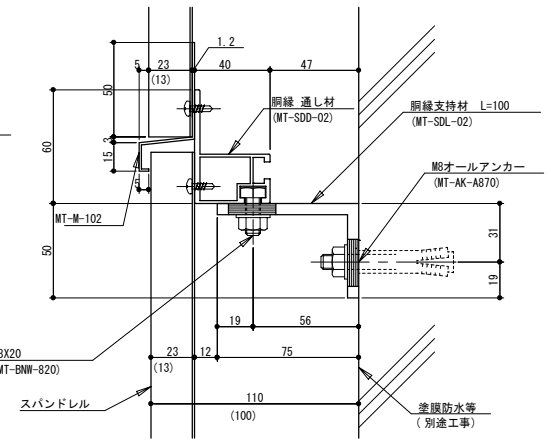 1.2
5
23
(13)
40
47
50
3
15
5
60
50
胴縁 通し材
(MT-SDD-02)
胴縁支持材 L=100
(MT-SDL-02)
M8オールアンカー
(MT-AK-A870)
MT-M-102
31
19
19
56
23
(13)
12
75
8X20
MT-BNW-820)
スパンドレル
110
(100)
塗膜防水等
(別途工事)